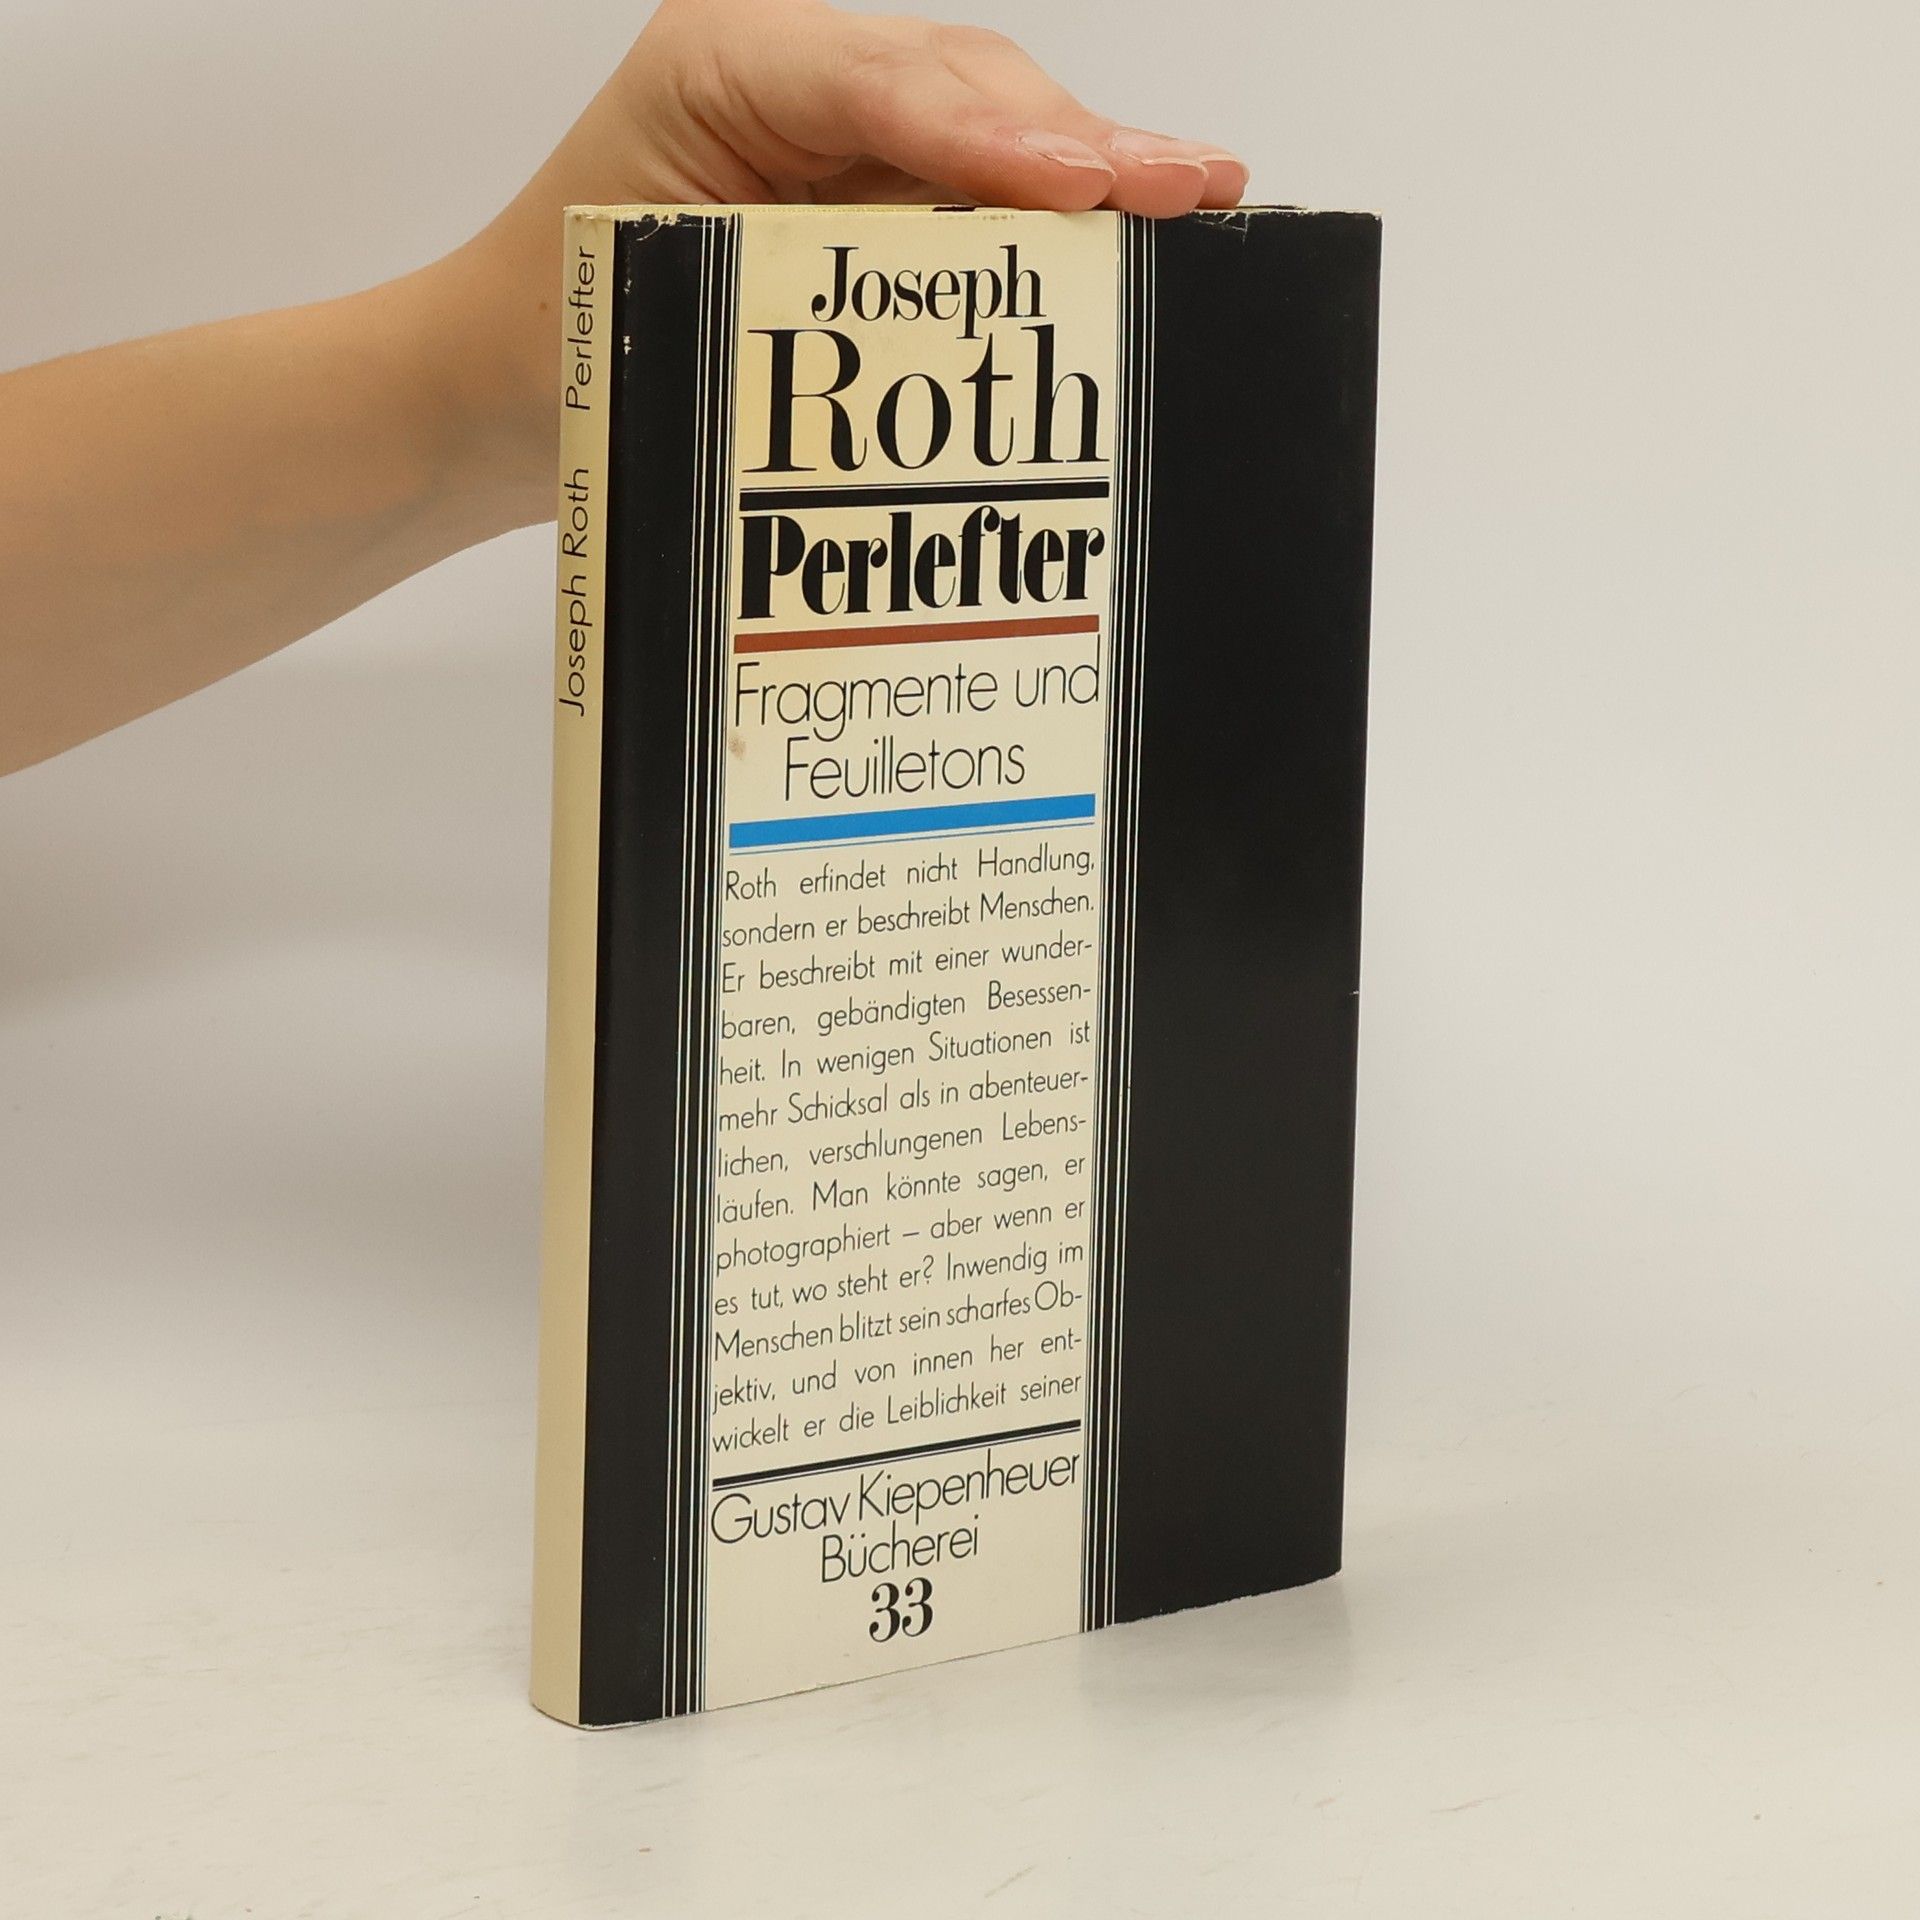 Joseph Roth Perlefter
Joseph
Roth
Perlefter
Fragmente und
Feuilletons
Roth erfindet nicht Handlung,
sondern er beschreibt Menschen.
Er beschreibt mit einer wunder-
baren, gebändigten Besessen-
heit. In wenigen Situationen ist
mehr Schicksal als in abenteuer-
lichen, verschlungenen Lebens-
läufen. Man könnte sagen, er
photographiert – aber wenn er
es tut, wo steht er? Inwendig im
Menschen blitzt sein scharfes Ob-
jektiv, und von innen her ent-
wickelt er die Leiblichkeit seiner
Gustav Kiepenheuer
Bücherei
33